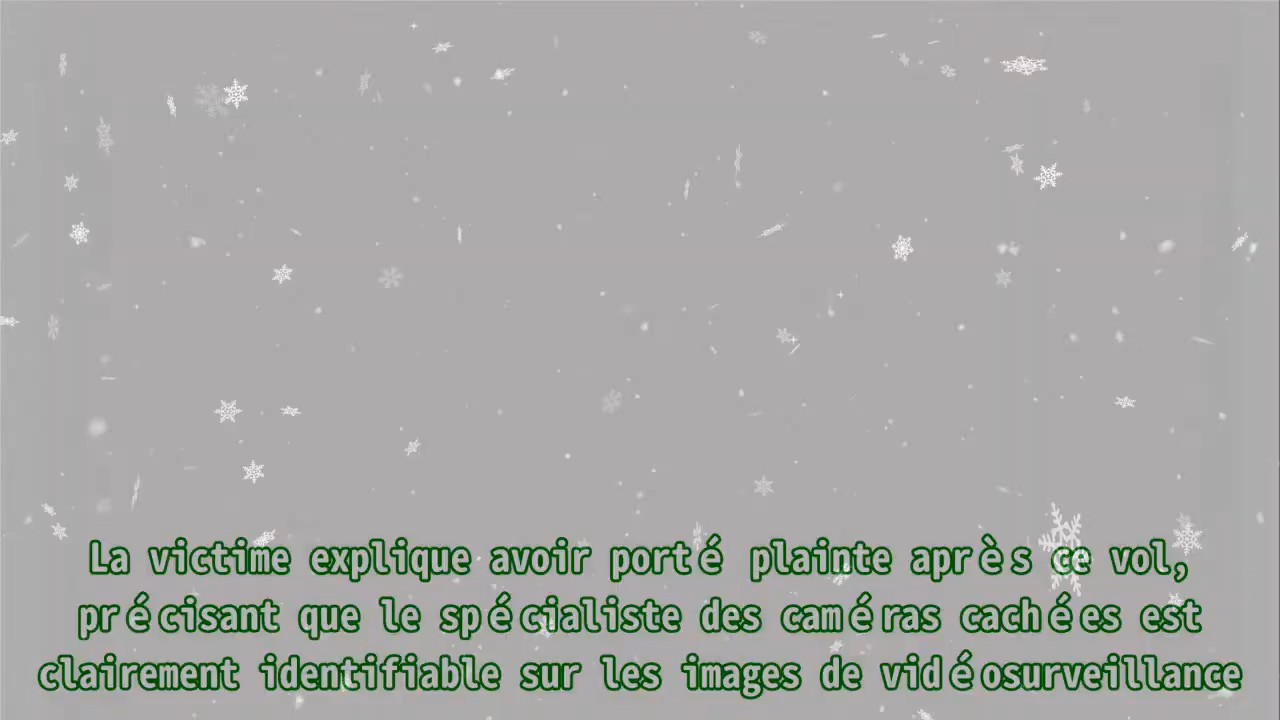 La victime explique avoir porté plainte après ce vol,
précisant que le spécialiste des caméras cachées est
clairement identifiable sur les images de vidéosurveillance